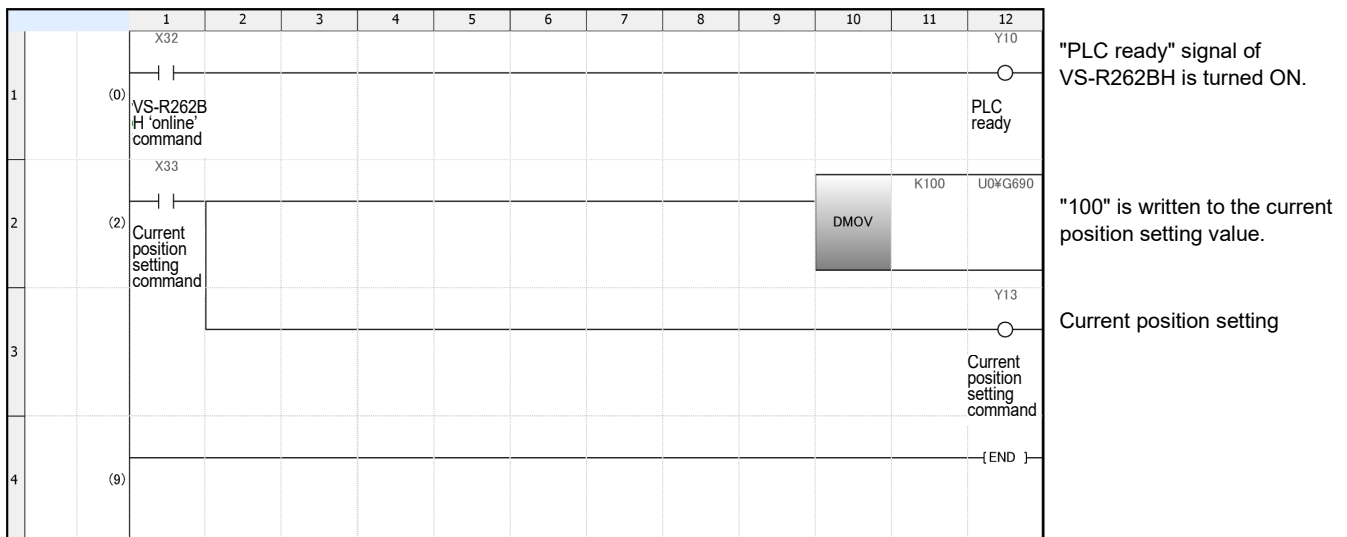 1 2 3 4 5 6 7 8 9 10 11 12
X32 Y10
1 (0)
VS-R262B
H ‘online’
command
PLC
ready
"PLC ready" signal of
VS-R262BH is turned ON.
X33
2 (2)
Current
position
setting
command
DMOV K100 U0¥G690
"100" is written to the current
position setting value.
3
Y13
Current
position
setting
command
Current position setting
4 (9)
[END ]